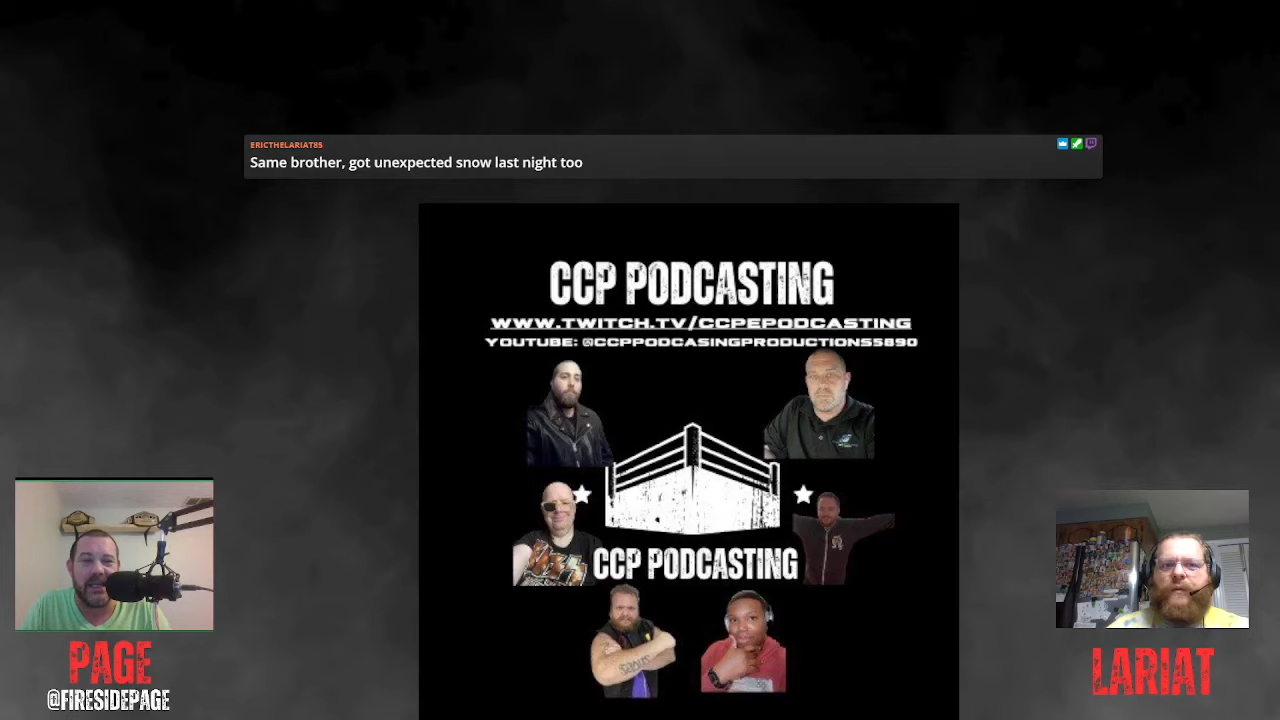 ERICTHELARIAT85
Same brother, got unexpected snow last night too
CCP PODCASTING
WWW.TWITCH.TV/CCPEPODCASTING
YOUTUBE: @CCPPODCASINGPRODUCTIONS5890
CCP PODCASTING
PAGE
@FIRESIDEPAGE
LARIAT